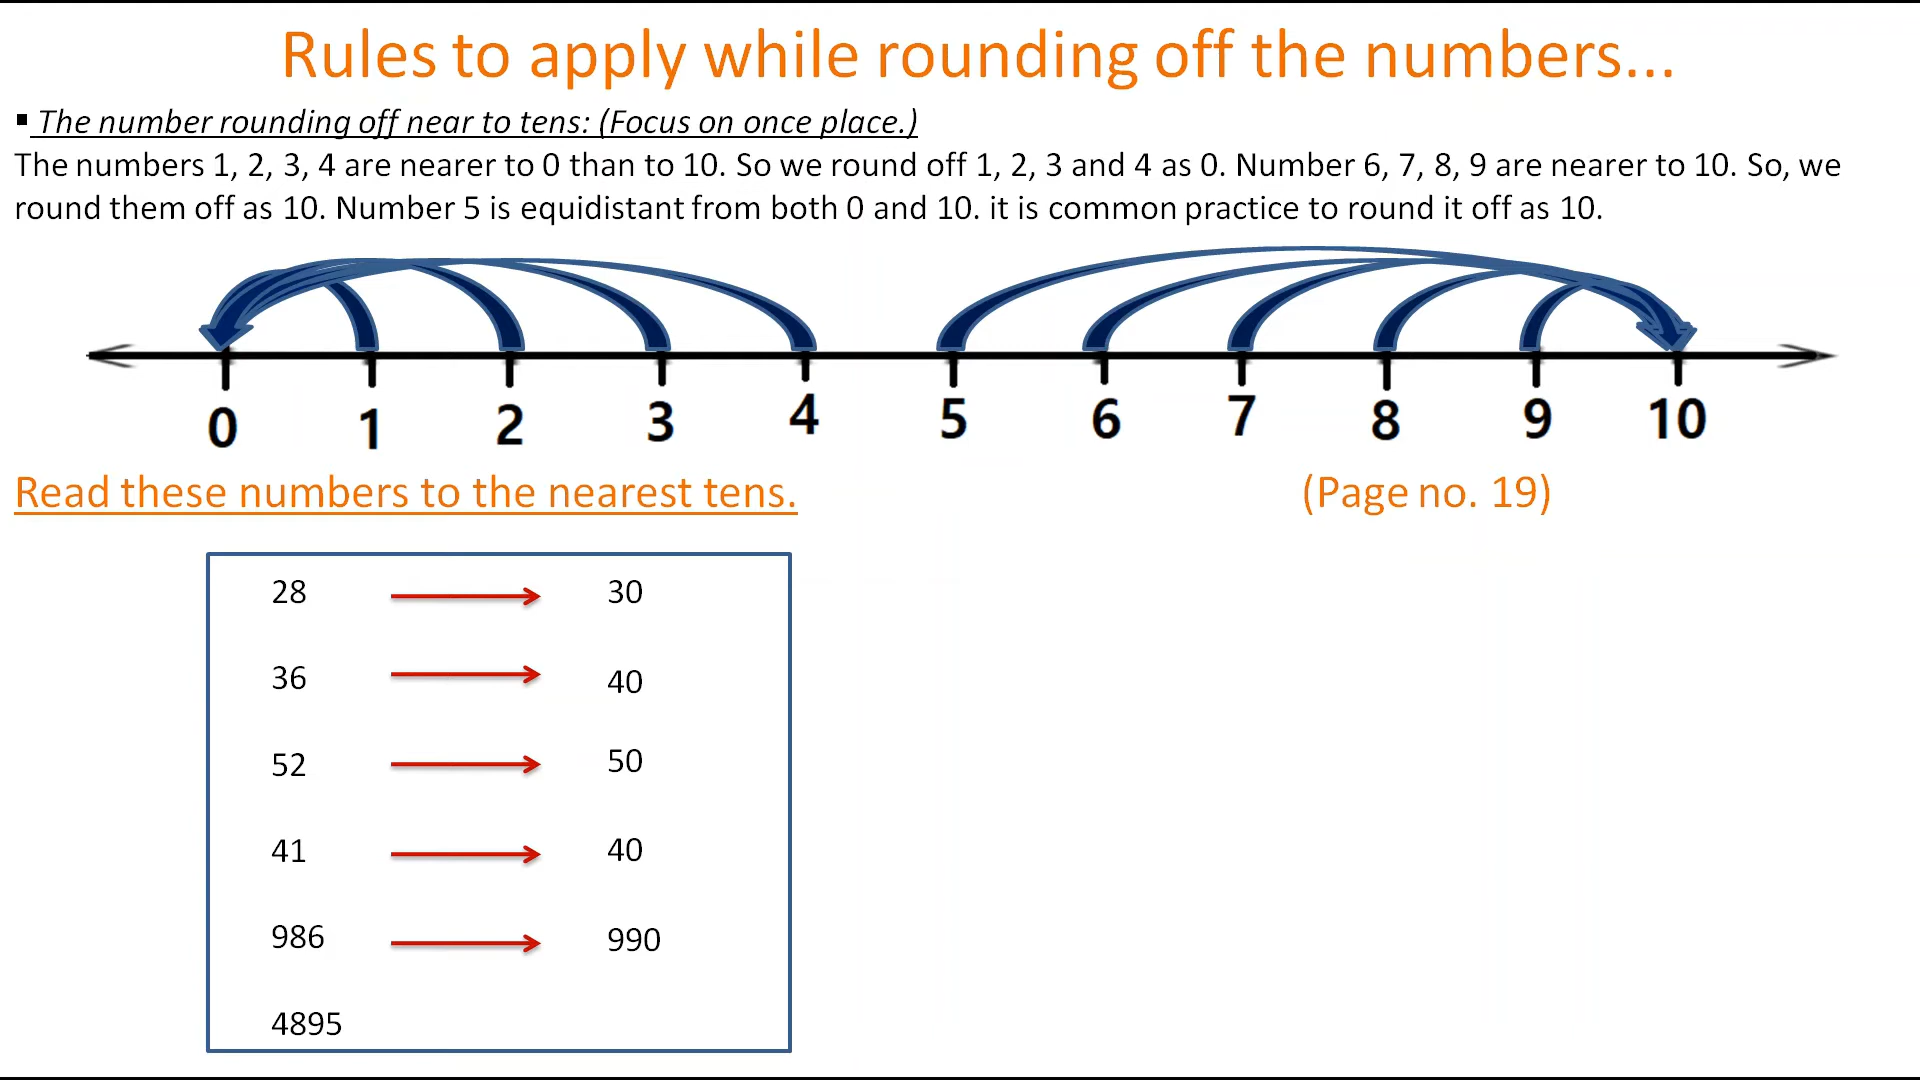 Rules to apply while rounding off the numbers...
▪ The number rounding off near to tens: (Focus on once place.)
The numbers 1, 2, 3, 4 are nearer to 0 than to 10. So we round off 1, 2, 3 and 4 as 0. Number 6, 7, 8, 9 are nearer to 10. So, we
round them off as 10. Number 5 is equidistant from both 0 and 10. it is common practice to round it off as 10.
0 1 2 3 4 5 6 7 8 9 10
Read these numbers to the nearest tens. (Page no. 19)
28 30
36 40
52 50
41 40
986 990
4895